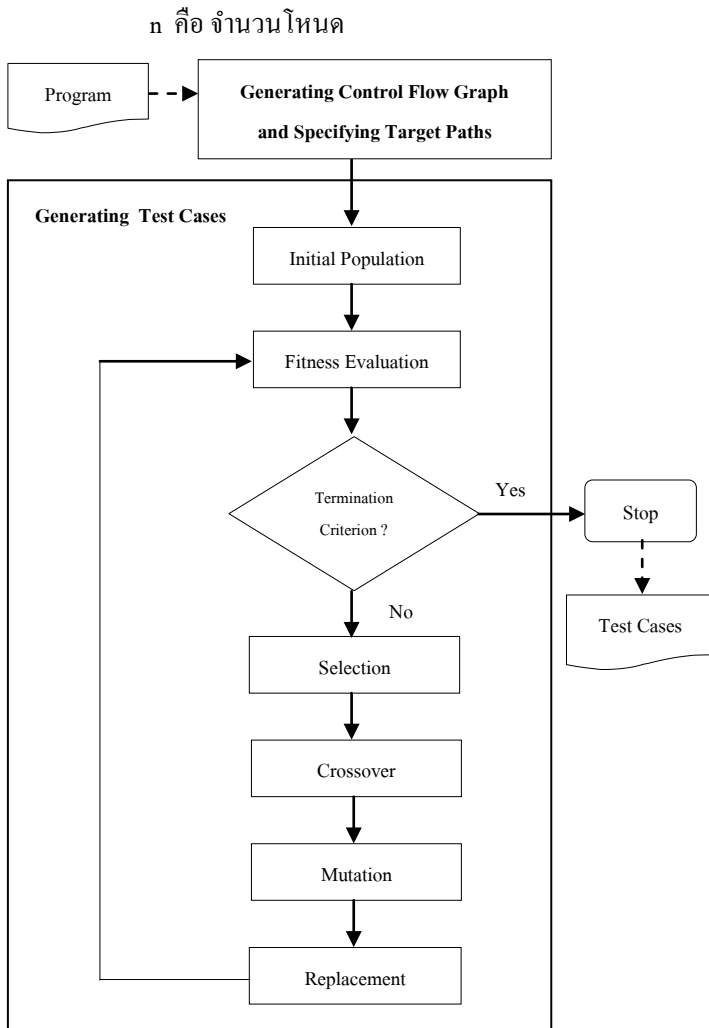 n คือ จำนวนโหนด
Program
Generating Control Flow Graph
and Specifying Target Paths
Generating Test Cases
Initial Population
Fitness Evaluation
Termination
Criterion ?
Yes
Stop
No
Test Cases
Selection
Crossover
Mutation
Replacement